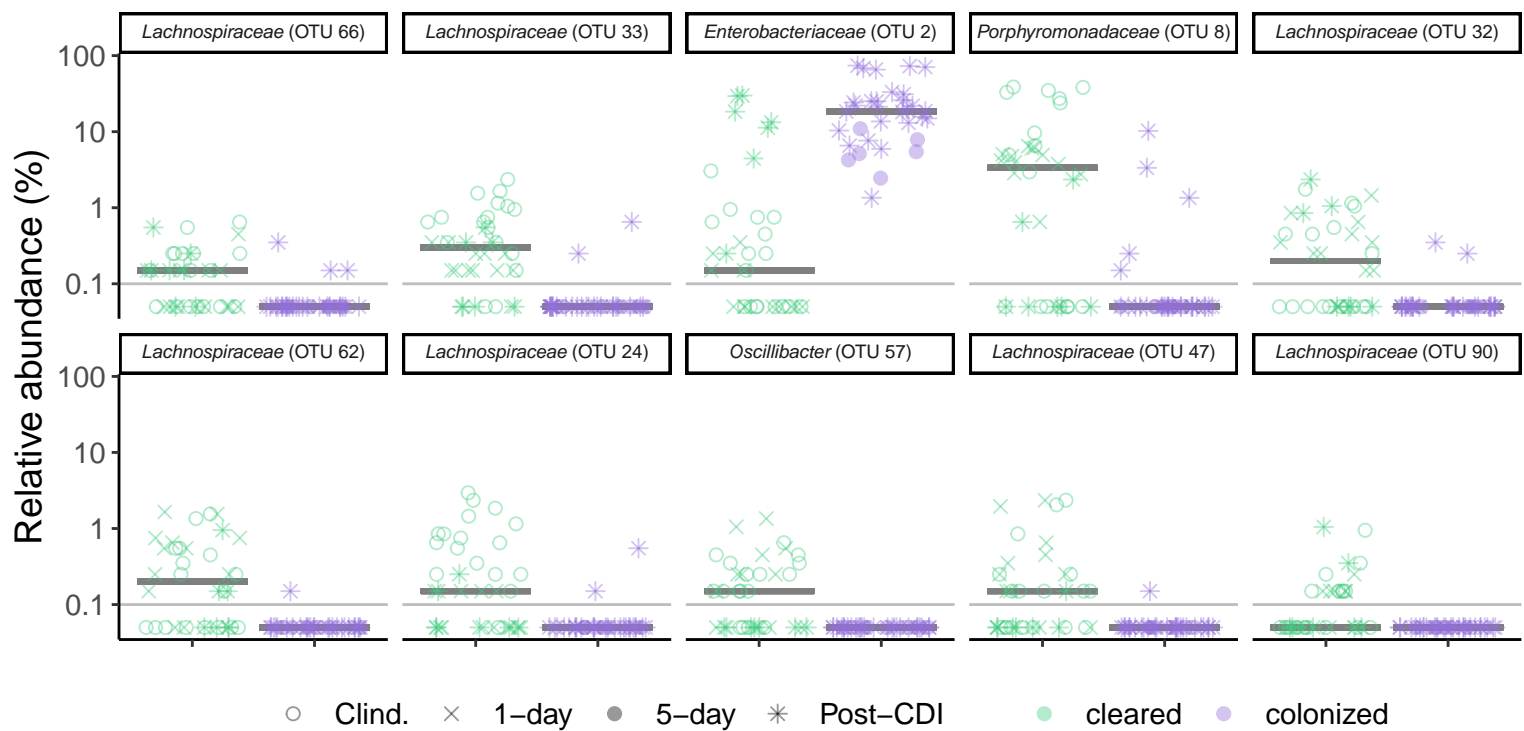 Lachnospiraceae (OTU 66) Lachnospiraceae (OTU 33) Enterobacteriaceae (OTU 2) Porphyromonadaceae (OTU 8) Lachnospiraceae (OTU 32)
100
10
1
0.1
Lachnospiraceae (OTU 62) Lachnospiraceae (OTU 24) Oscillibacter (OTU 57) Lachnospiraceae (OTU 47) Lachnospiraceae (OTU 90)
100
10
1
0.1
Relative abundance (%)
Clind. 1−day 5−day Post−CDI cleared colonized